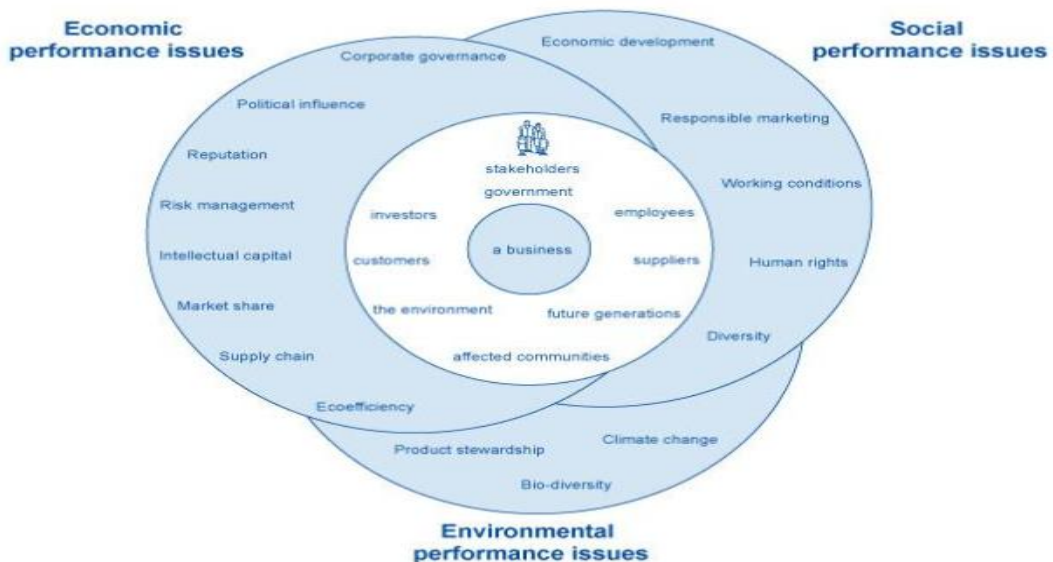 Economic
performance issues
Social
performance issues
Economic development
Corporate governance
Political influence
Responsible marketing
Reputation
stakeholders
Working conditions
government
Risk management
investors
employees
a business
Intellectual capital
customers
suppliers
Human rights
Market share
the environment
future generations
Diversity
Supply chain
affected communities
Ecoefficiency
Climate change
Product stewardship
Bio-diversity
Environmental
performance issues